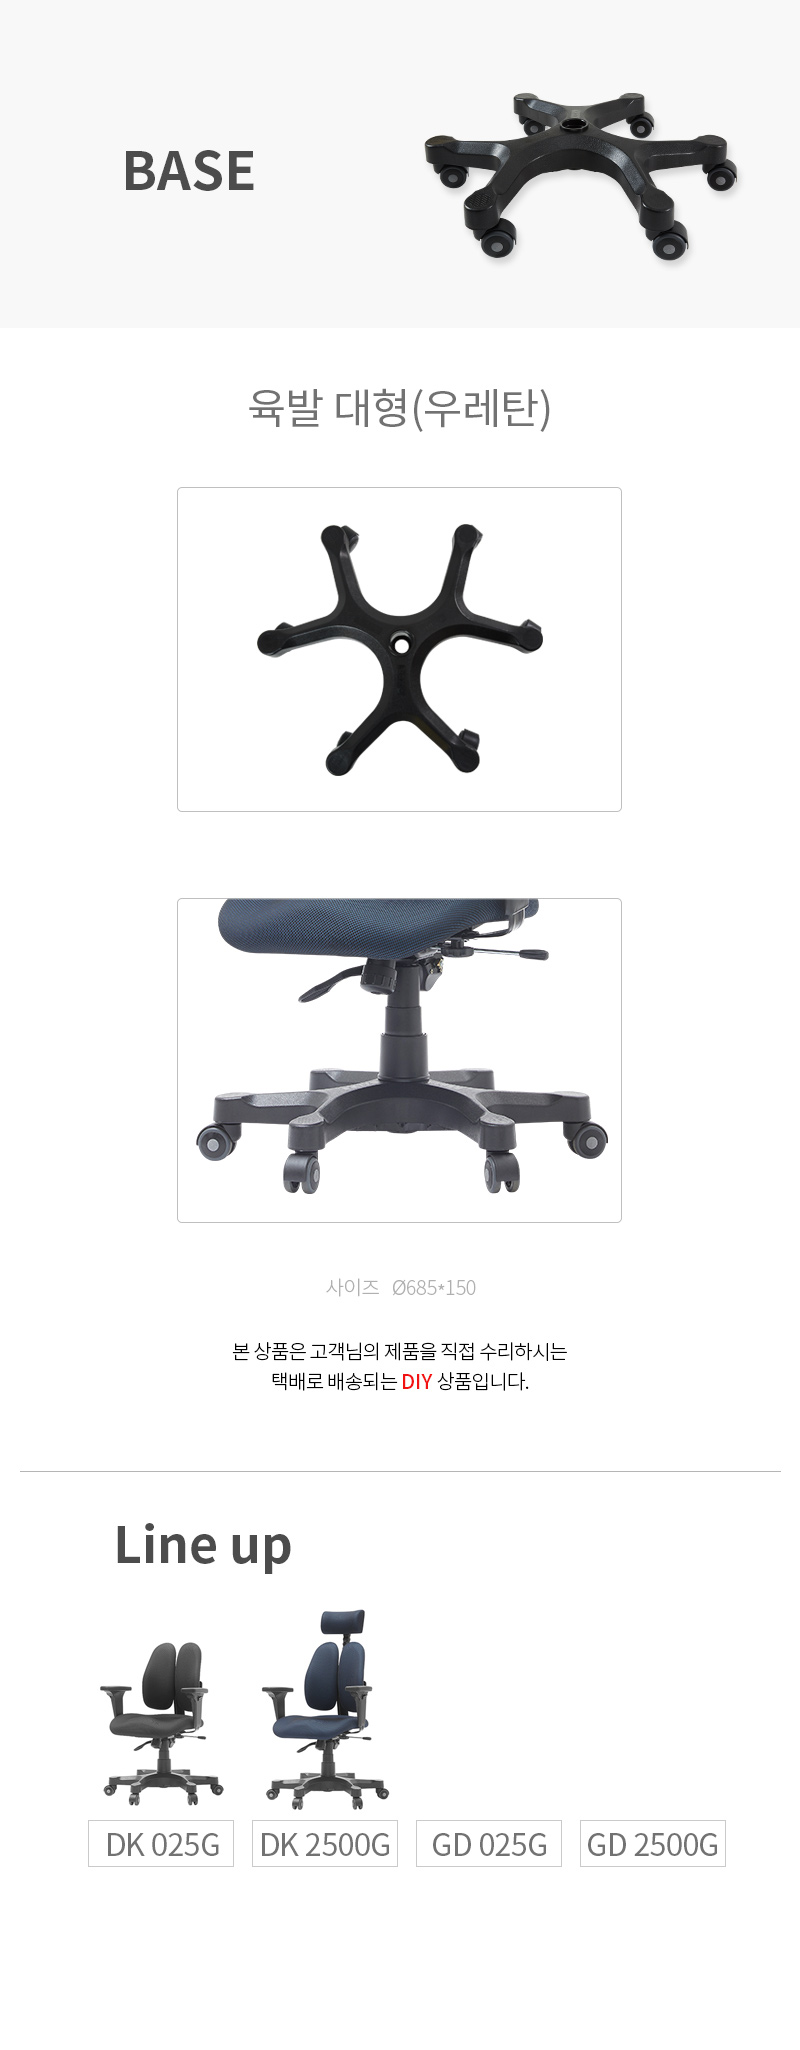 BASE
육발 대형(우레탄)
사이즈 Ø685*150
본 상품은 고객님의 제품을 직접 수리하시는
택배로 배송되는 DIY 상품입니다.
Line up
DK 025G
DK 2500G
GD 025G
GD 2500G